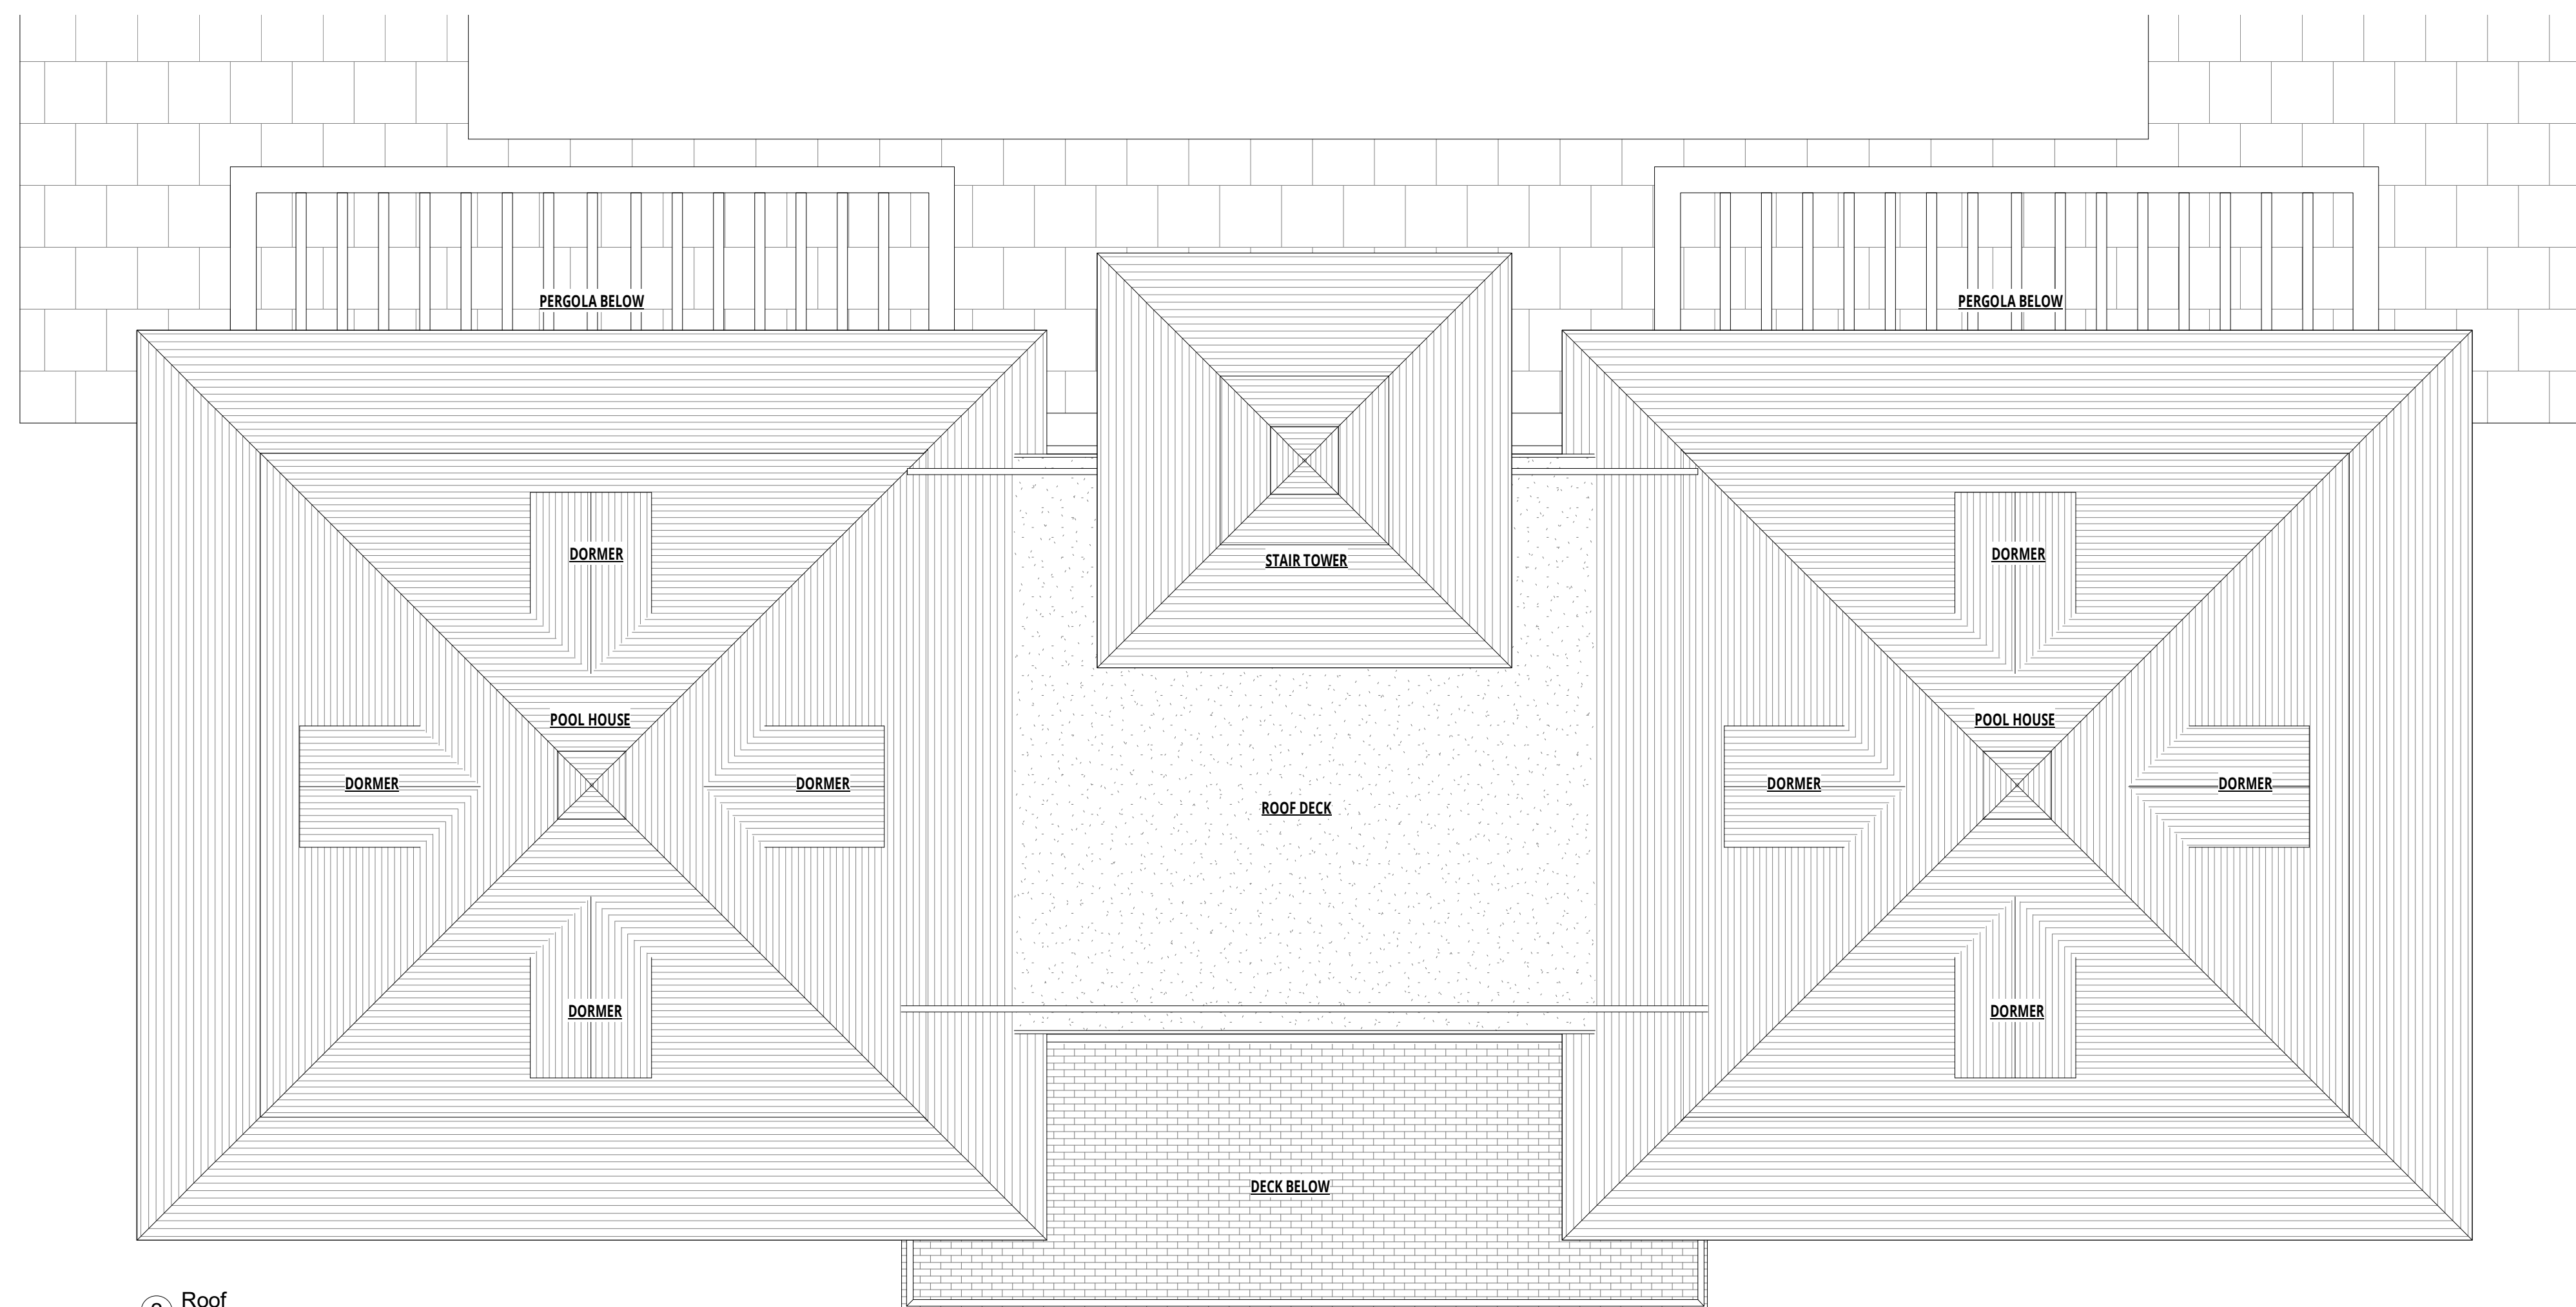 PERGOLA BELOW
PERGOLA BELOW
DORMER
STAIR TOWER
DORMER
POOL HOUSE
POOL HOUSE
DORMER
DORMER
DORMER
DORMER
ROOF DECK
DORMER
DORMER
DECK BELOW
Roof